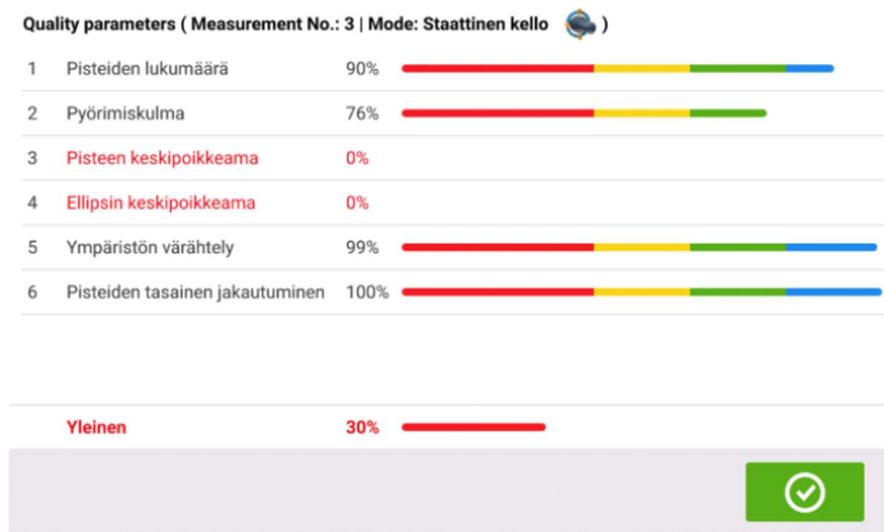 Quality parameters ( Measurement No.: 3 | Mode: Staattinen kello )
1 Pisteiden lukumäärä 90%
2 Pyörimiskulma 76%
3 Pisteen keskipoikkeama 0%
4 Ellipsin keskipoikkeama 0%
5 Ympäristön värähtely 99%
6 Pisteiden tasainen jakautuminen 100%
Yleinen 30%